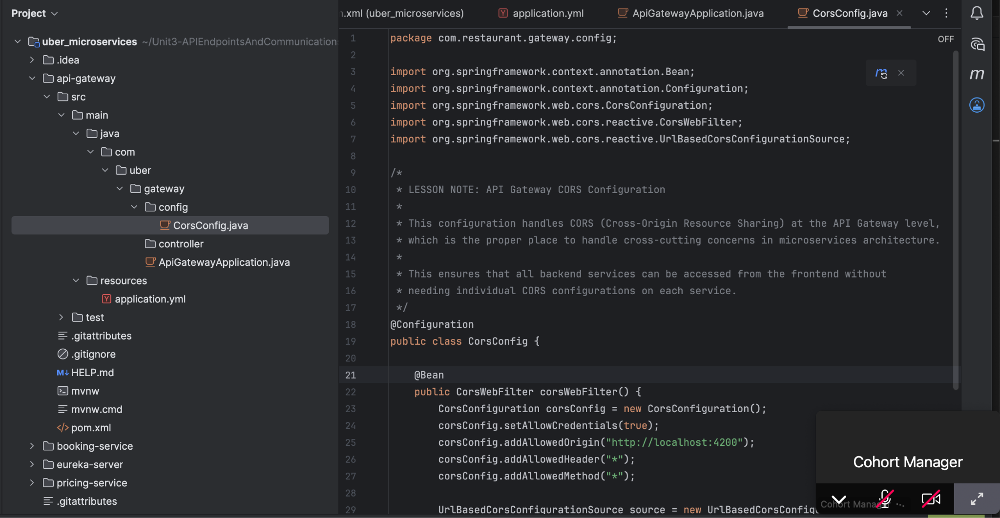 Project
uber_microservices ~/Unit3-APIEndpointsAndCommunication
.idea
api-gateway
src
main
java
com
uber
gateway
config
CorsConfig.java
controller
ApiGatewayApplication.java
resources
application.yml
test
.gitattributes
.gitignore
M↓ HELP.md
mvnw
mvnw.cmd
</> pom.xml
booking-service
eureka-server
pricing-service
.gitattributes
.xml (uber_microservices)
Y application.yml
ApiGatewayApplication.java
CorsConfig.java
OFF
1 package com.restaurant.gateway.config;
2
3 import org.springframework.context.annotation.Bean;
4 import org.springframework.context.annotation.Configuration;
5 import org.springframework.web.cors.CorsConfiguration;
6 import org.springframework.web.cors.reactive.CorsWebFilter;
7 import org.springframework.web.cors.reactive.UrlBasedCorsConfigurationSource;
8
9 /*
10 * LESSON NOTE: API Gateway CORS Configuration
11 *
12 * This configuration handles CORS (Cross-Origin Resource Sharing) at the API Gateway level,
13 * which is the proper place to handle cross-cutting concerns in microservices architecture.
14 *
15 * This ensures that all backend services can be accessed from the frontend without
16 * needing individual CORS configurations on each service.
17 */
18 @Configuration
19 public class CorsConfig {
20
21 @Bean
22 public CorsWebFilter corsWebFilter() {
23 CorsConfiguration corsConfig = new CorsConfiguration();
24 corsConfig.setAllowCredentials(true);
25 corsConfig.addAllowedOrigin("http://localhost:4200");
26 corsConfig.addAllowedHeader("*");
27 corsConfig.addAllowedMethod("*");
28
29 UrlBasedCorsConfigurationSource source = new UrlBasedCorsConfig
m
m
Cohort Manager
Cohort Manag